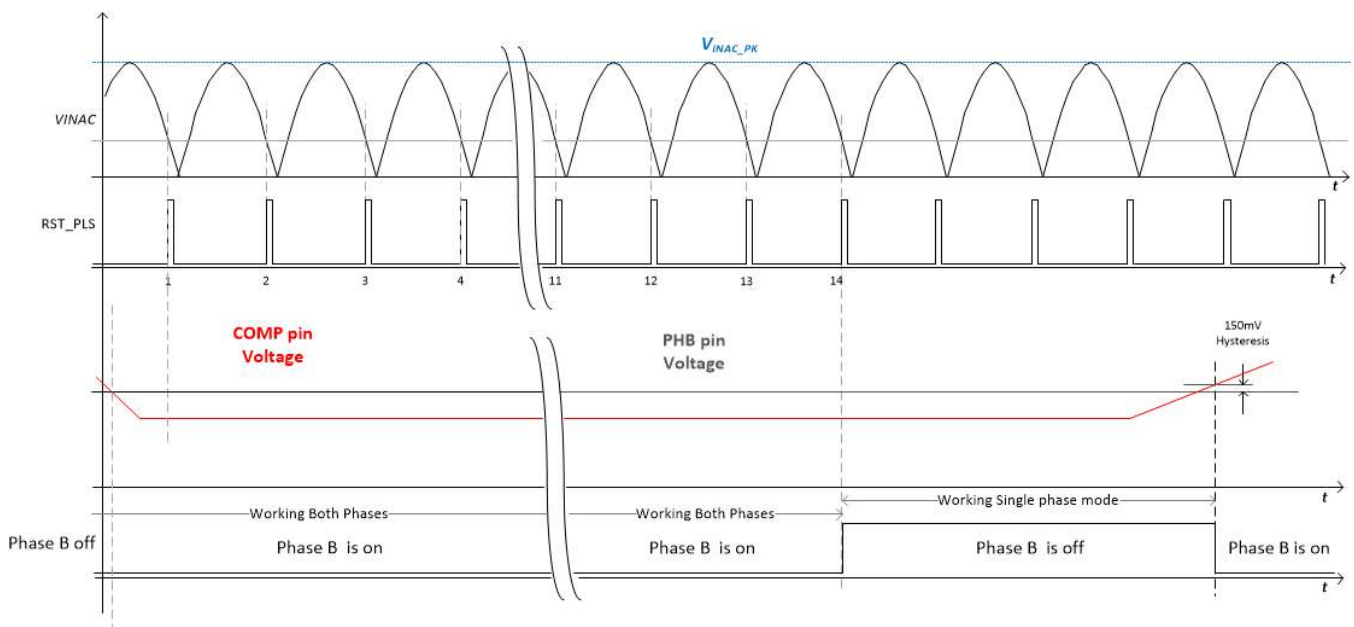 V_INAC_PK
VINAC
t
RST_PLS
1 2 3 4 11 12 13 14
t
COMP pin
Voltage
PHB pin
Voltage
150mV
Hysteresis
t
Working Both Phases
Working Both Phases
Working Single phase mode
Phase B off
Phase B is on
Phase B is on
Phase B is off
Phase B is on
t